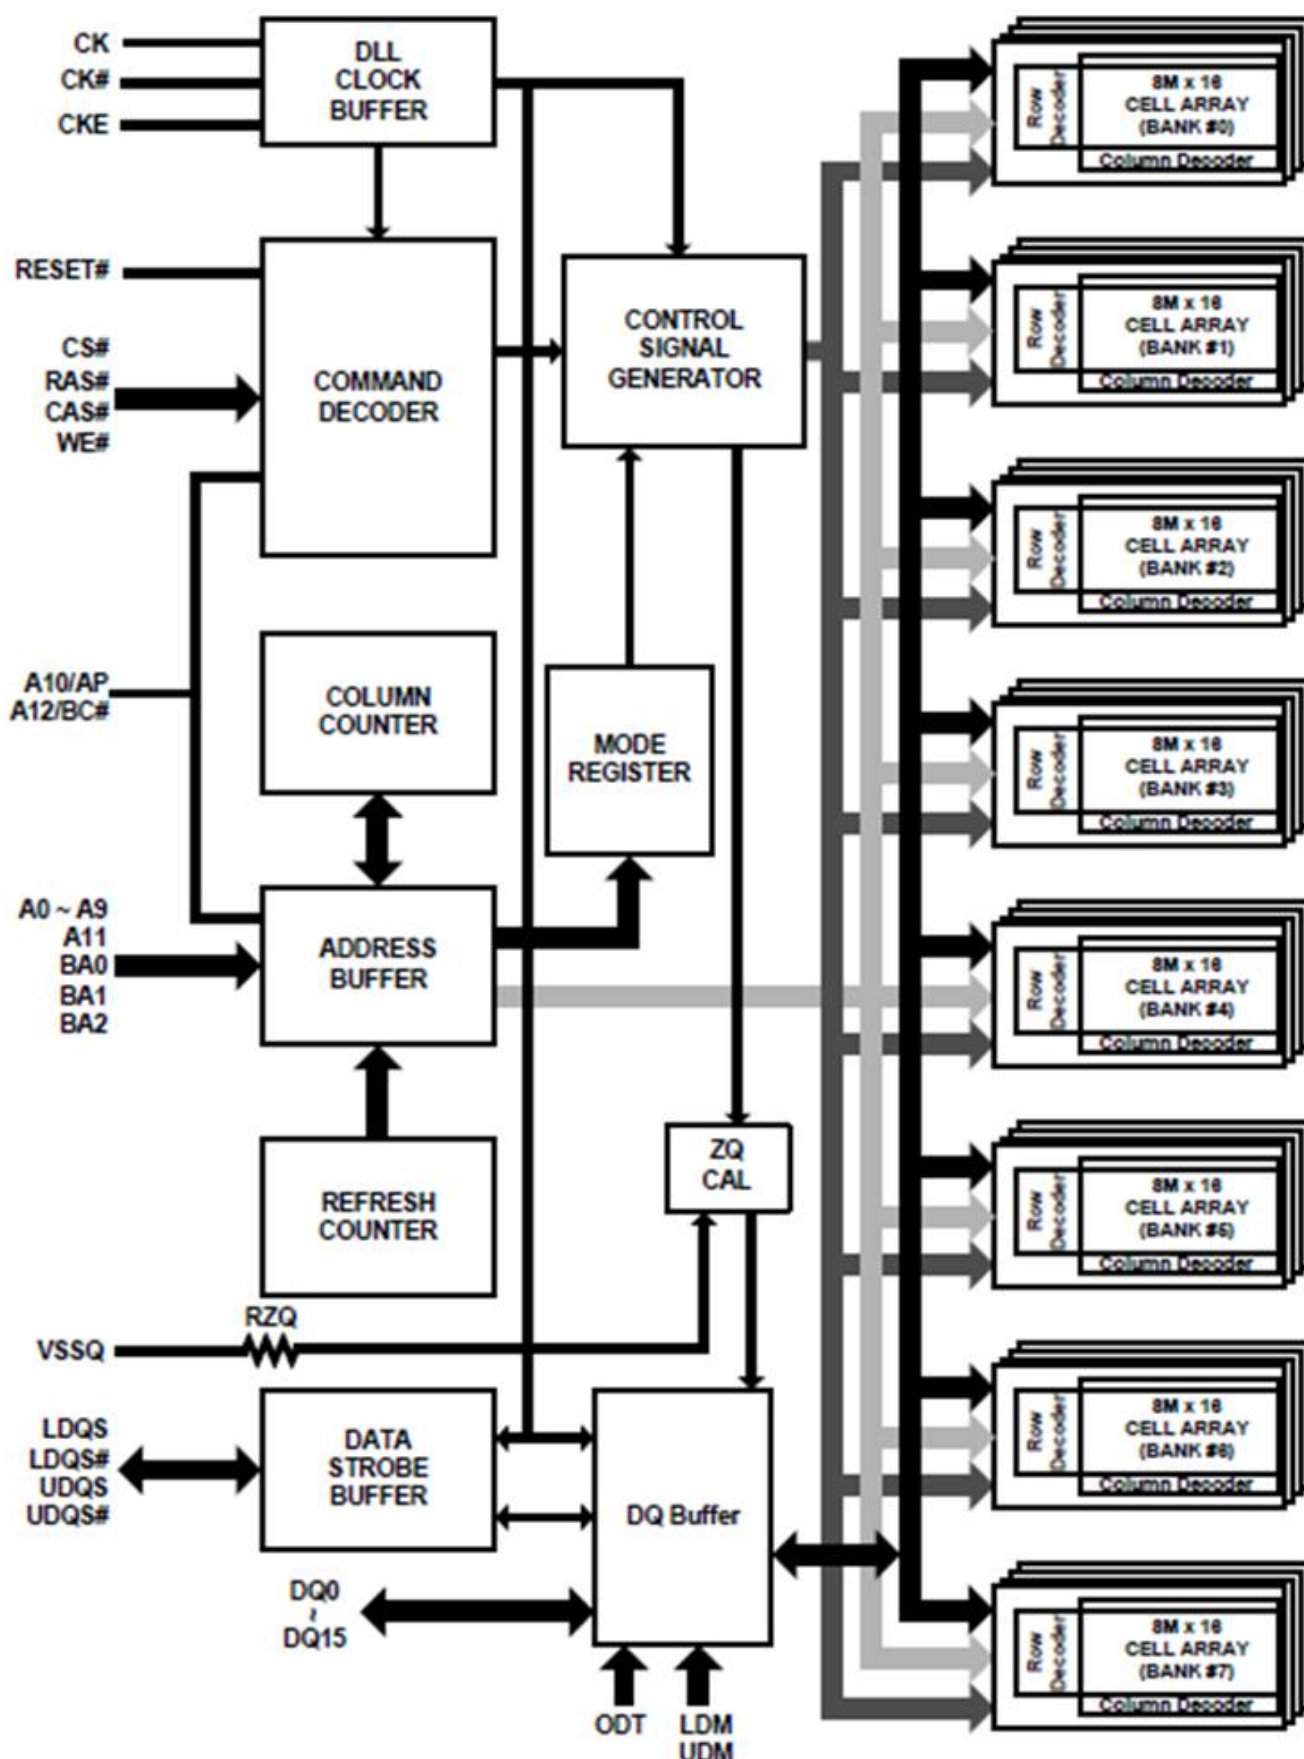 CK
CK#
CKE
DLL
CLOCK
BUFFER
RESET#
CS#
RAS#
CAS#
WE#
COMMAND
DECODER
CONTROL
SIGNAL
GENERATOR
A10/AP
A12/BC#
COLUMN
COUNTER
MODE
REGISTER
A0 ~ A9
A11
BA0
BA1
BA2
ADDRESS
BUFFER
REFRESH
COUNTER
ZQ
CAL
RZQ
VSSQ
LDQS
LDQS#
UDQS
UDQS#
DATA
STROBE
BUFFER
DQ Buffer
DQ0
~
DQ15
ODT
LDM
UDM
Row
Decoder
8M x 16
CELL ARRAY
(BANK #0)
Column Decoder
Row
Decoder
8M x 16
CELL ARRAY
(BANK #1)
Column Decoder
Row
Decoder
8M x 16
CELL ARRAY
(BANK #2)
Column Decoder
Row
Decoder
8M x 16
CELL ARRAY
(BANK #3)
Column Decoder
Row
Decoder
8M x 16
CELL ARRAY
(BANK #4)
Column Decoder
Row
Decoder
8M x 16
CELL ARRAY
(BANK #5)
Column Decoder
Row
Decoder
8M x 16
CELL ARRAY
(BANK #6)
Column Decoder
Row
Decoder
8M x 16
CELL ARRAY
(BANK #7)
Column Decoder